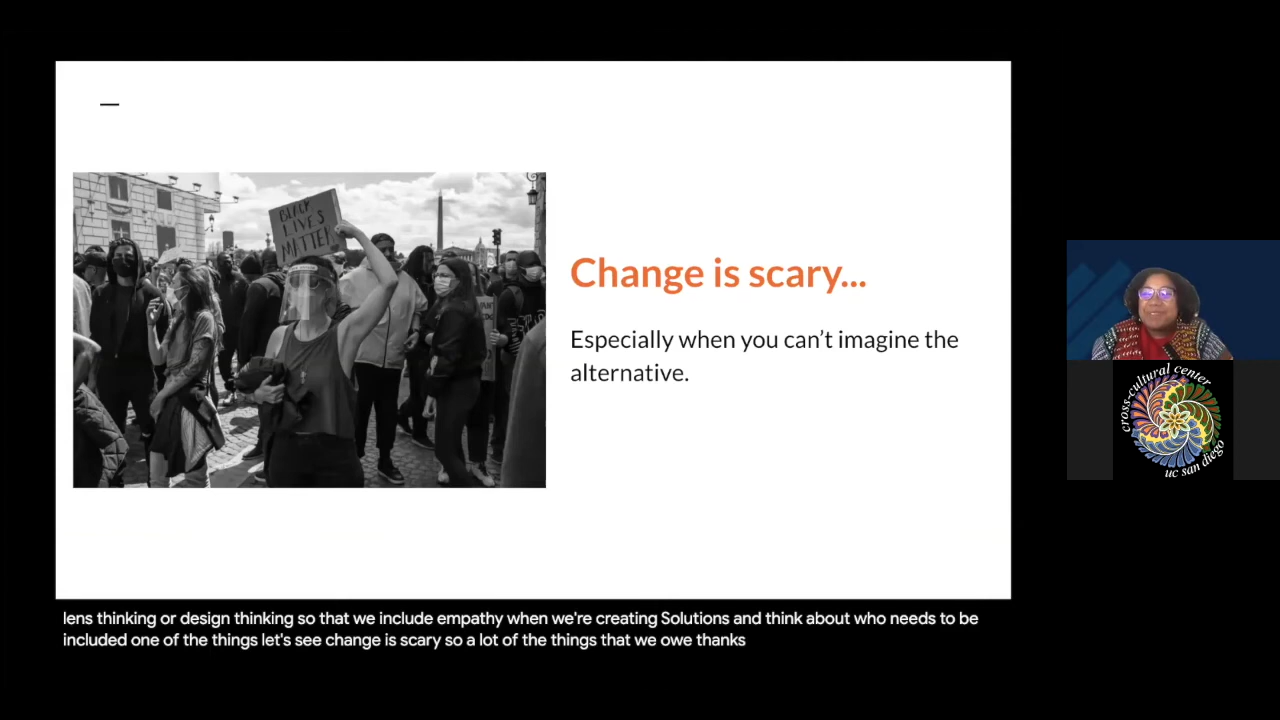 BLACK
LIVES
MATTER
Change is scary...
Especially when you can’t imagine the
alternative.
cross-cultural center
uc san diego
lens thinking or design thinking so that we include empathy when we're creating Solutions and think about who needs to be
included one of the things let's see change is scary so a lot of the things that we owe thanks